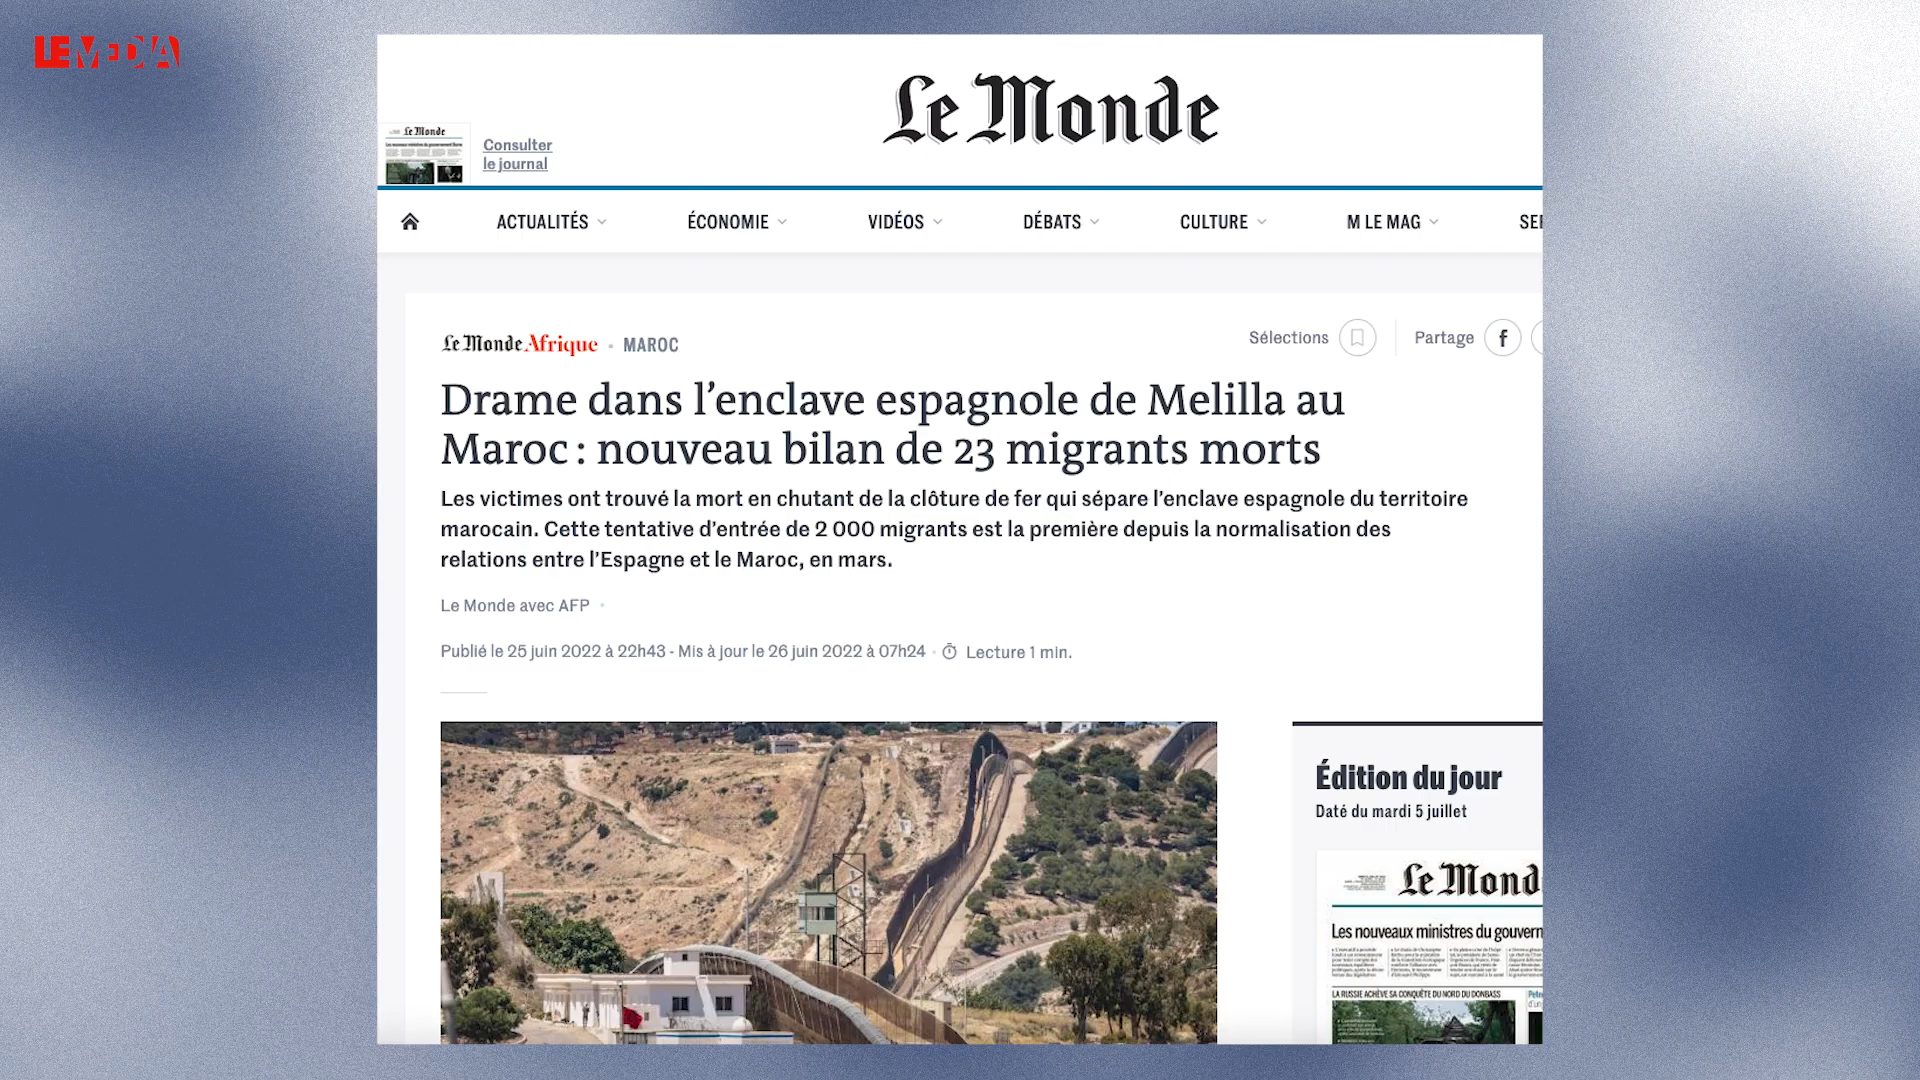 LEMEDIA
Le Monde
Le Monde
Consulter
le journal
ACTUALITÉS
ÉCONOMIE
VIDÉOS
DÉBATS
CULTURE
M LE MAG
SER
Le Monde Afrique • MAROC
Sélections
Partage
Drame dans l’enclave espagnole de Melilla au
Maroc : nouveau bilan de 23 migrants morts
Les victimes ont trouvé la mort en chutant de la clôture de fer qui sépare l’enclave espagnole du territoire
marocain. Cette tentative d’entrée de 2 000 migrants est la première depuis la normalisation des
relations entre l’Espagne et le Maroc, en mars.
Le Monde avec AFP •
Publié le 25 juin 2022 à 22h43 - Mis à jour le 26 juin 2022 à 07h24 • Lecture 1 min.
Édition du jour
Daté du mardi 5 juillet
Le Mond
Les nouveaux ministres du gouvern
LA RUSSIE ACHÈVE SA CONQUÊTE DU NORD DU DONBASS